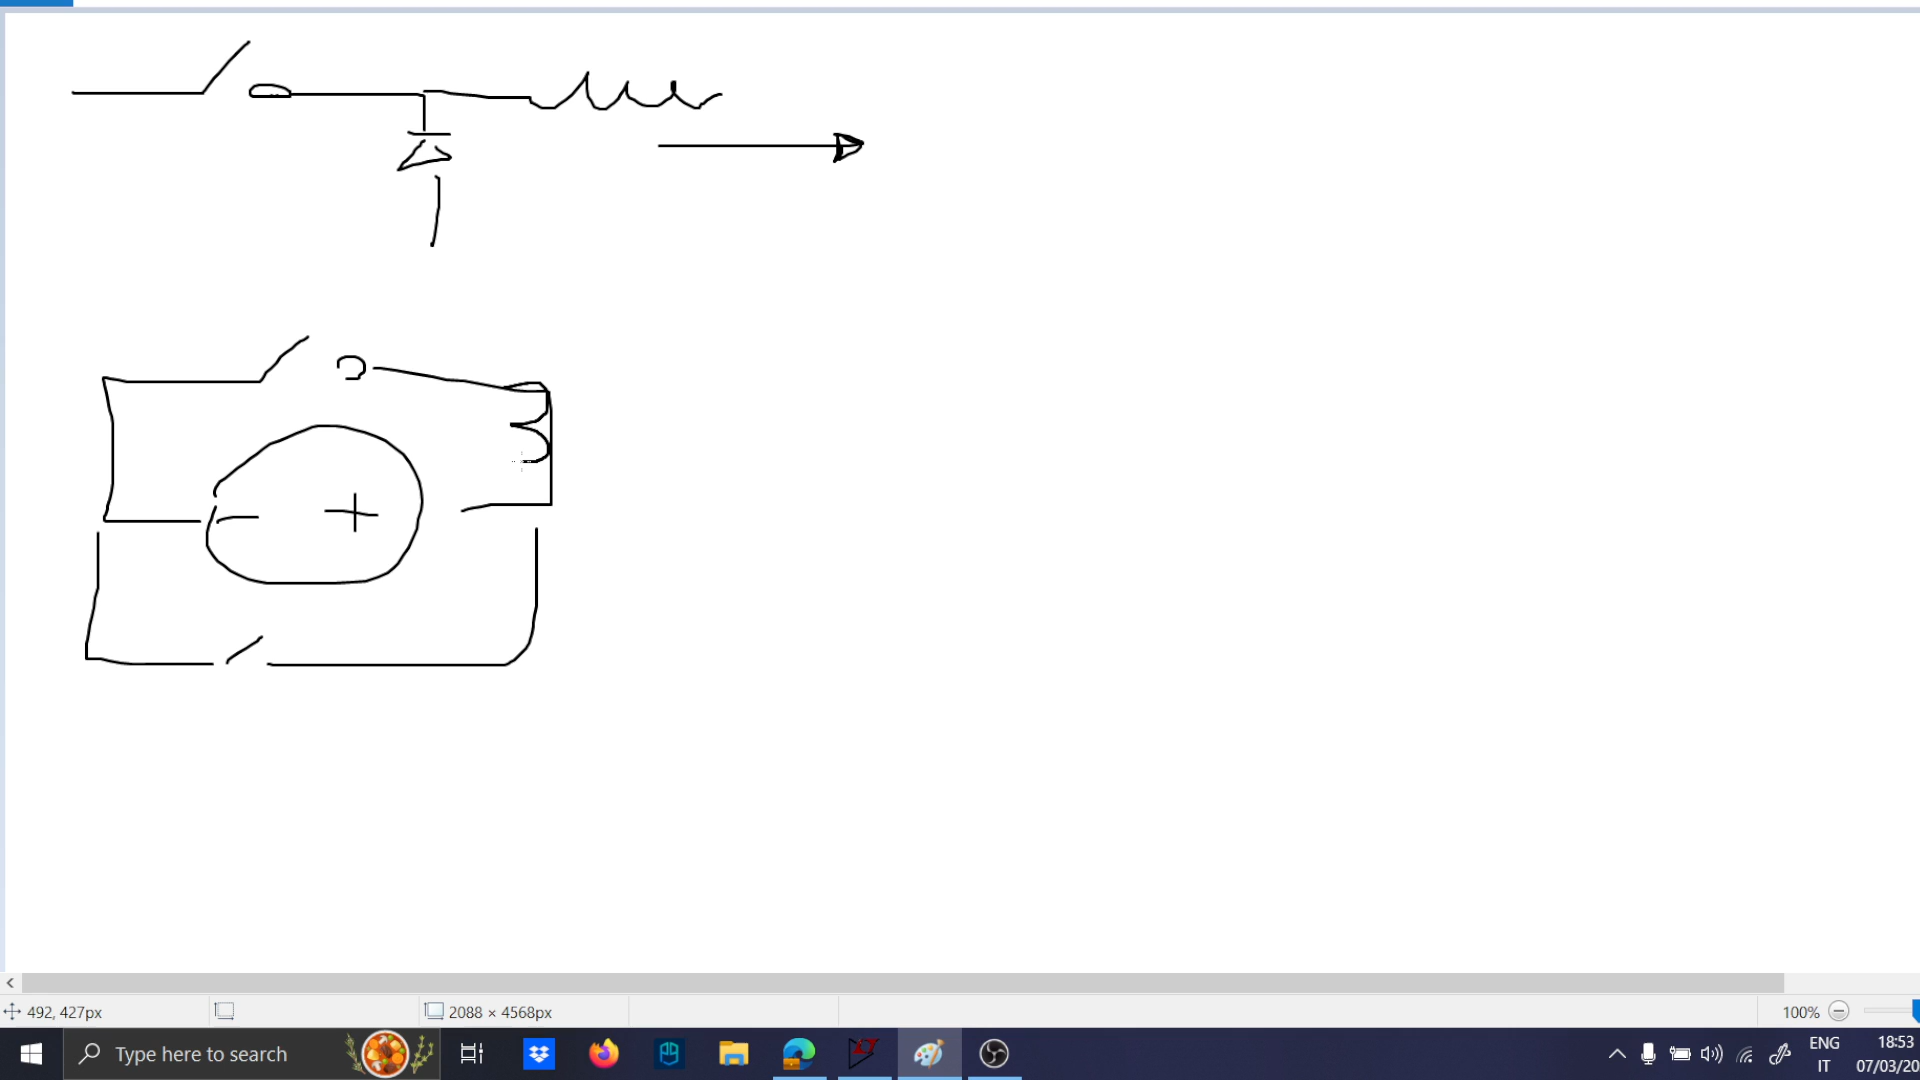 − +
492, 427px
2088 × 4568px
100%
Type here to search
ENG
IT
18:53
07/03/20